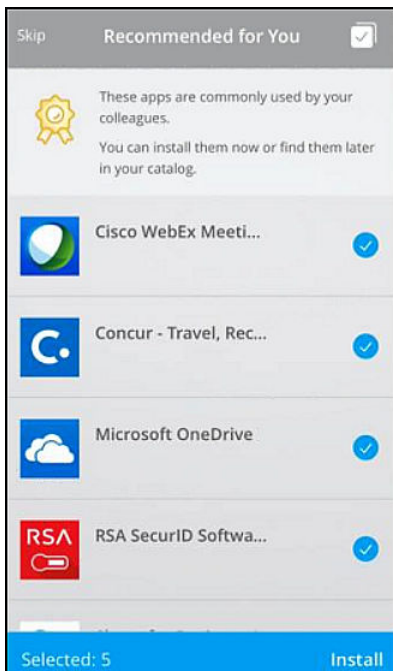 Skip
Recommended for You
These apps are commonly used by your
colleagues.
You can install them now or find them later
in your catalog.
Cisco WebEx Meeti...
Concur - Travel, Rec...
C.
Microsoft OneDrive
RSA
RSA SecurID Softwa...
Selected: 5
Install